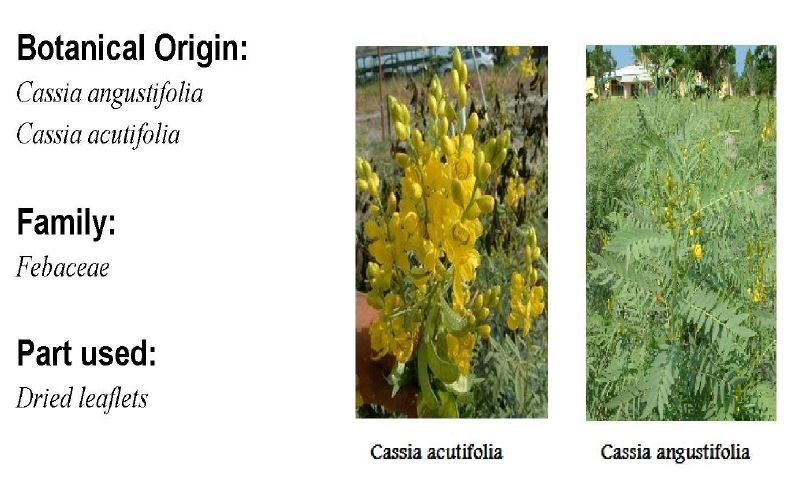 Botanical Origin:
Cassia angustifolia
Cassia acutifolia
Family:
Febaceae
Part used:
Dried leaflets
Cassia acutifolia
Cassia angustifolia